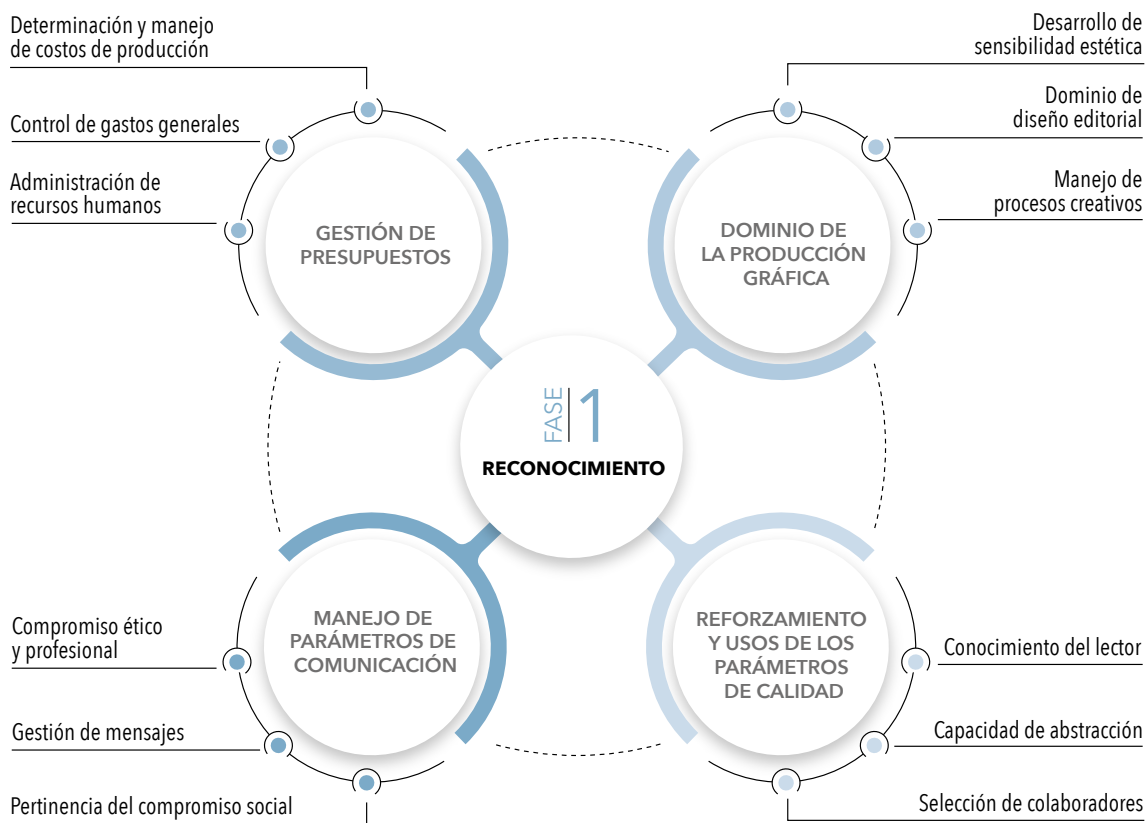 Determinación y manejo
de costos de producción
Control de gastos generales
Administración de
recursos humanos
GESTIÓN DE
PRESUPUESTOS
Desarrollo de
sensibilidad estética
Dominio de
diseño editorial
Manejo de
procesos creativos
DOMINIO DE
LA PRODUCCIÓN
GRÁFICA
FASE 1
RECONOCIMIENTO
Compromiso ético
y profesional
Gestión de mensajes
Pertinencia del compromiso social
MANEJO DE
PARÁMETROS DE
COMUNICACIÓN
REFORZAMIENTO
Y USOS DE LOS
PARÁMETROS
DE CALIDAD
Conocimiento del lector
Capacidad de abstracción
Selección de colaboradores